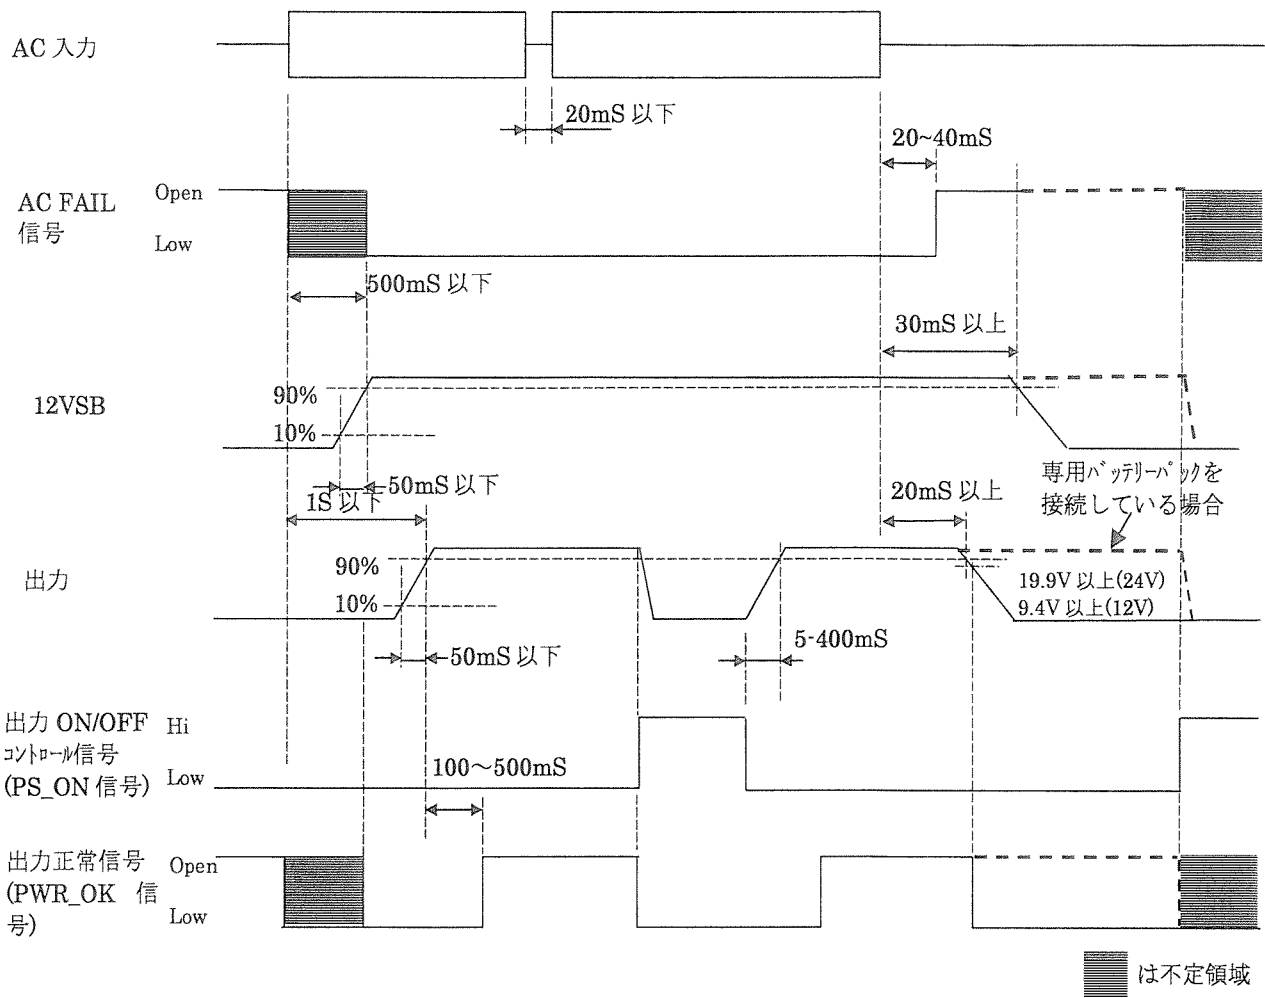 AC 入力
20mS 以下
20~40mS
AC FAIL
信号
Open
Low
500mS 以下
30mS 以上
12VSB
90%
10%
50mS 以下
1S 以下
20mS 以上
専用バッテリーパックを
接続している場合
出力
90%
10%
19.9V 以上(24V)
9.4V 以上(12V)
50mS 以下
5-400mS
出力 ON/OFF
コントロール信号
(PS_ON 信号)
Hi
Low
100～500mS
出力正常信号
(PWR_OK 信
号)
Open
Low
は不定領域